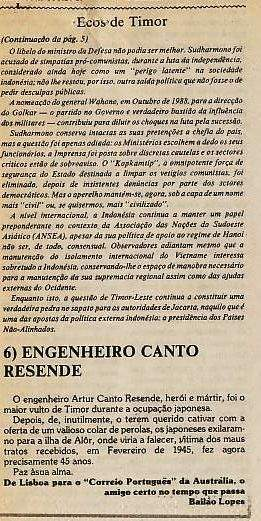 Ecos de Timor
(Continuação da pág. 5)
O libelo do ministro da Defesa não podia ser melhor. Sudharmono foi
acusado de simpatias pró-comunistas, durante a luta da independência,
considerado ainda hoje como um "perigo latente" na sociedade
indonésia; não lhe restou, por isso, outra saída política que não fosse o de
pedir desculpas públicas.
A nomeação do general Wahono, em Outubro de 1988, para a direcção
do Golkar — o partido no Governo e verdadeiro bastião da influência
dos militares — contribuiu para diluir os choques na luta pela sucessão.
Sudharmono conserva intactas as suas pretensões a chefia do país,
mas a questão foi apenas adiada: os Ministérios escolhem a dedo os seus
funcionários, a Imprensa foi posta sobre discretas cautelas e os sectores
críticos estão de sobreaviso. O "Kopkamtip", a omnipotente força de
segurança do Estado destinada a limpar os vestígios comunistas, foi
eliminada, depois de insistentes denúncias por parte dos sectores
democráticos. Mas o aparelho mantém-se, agora, sob a capa de um nome
mais "civil" ou, se quisermos, mais "civilizado".
A nível internacional, a Indonésia continua a manter um papel
preponderante no contexto da Associação das Nações do Sudeste
Asiático (ANSEA), apesar da sua política de apoio ao regime de Hanoi
não ser, de todo, consensual. Observadores adiantam mesmo que a
manutenção do isolamento internacional do Vietname interessa
sobretudo a Indonésia, conservando-lhe o espaço de manobra necessário
para a manutenção da sua supremacia regional assim como das ajudas
externas do Ocidente.
Enquanto isto, a questão de Timor-Leste continua a constituir uma
verdadeira pedra no sapato para as autoridades de Jacarta, naquilo que é
uma das apostas da política externa indonésia: a presidência dos Países
Não-Alinhados.
6) ENGENHEIRO CANTO
RESENDE
O engenheiro Artur Canto Resende, herói e mártir, foi o
maior vulto de Timor durante a ocupação japonesa.
Depois, de, inutilmente, o terem querido cativar com a
oferta de um valioso colar de perolas, os japoneses exilaram-
no para a ilha de Alôr, onde viria a falecer, vítima dos maus
tratos recebidos, em Fevereiro de 1945, fez agora
precisamente 45 anos.
Paz à sua alma.
De Lisboa para o "Correio Português" da Austrália, o
amigo certo no tempo que passa
Bailão Lopes